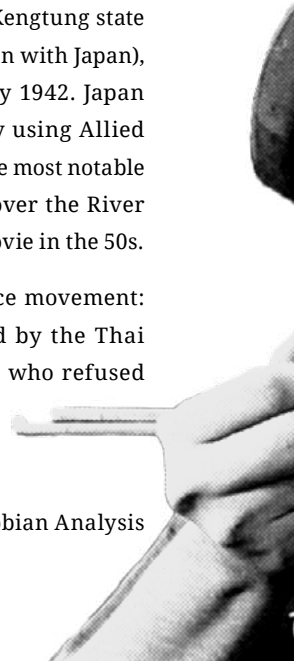 Kengtung state
n with Japan),
y 1942. Japan
y using Allied
e most notable
over the River
vie in the 50s.
ce movement:
d by the Thai
who refused
bian Analysis